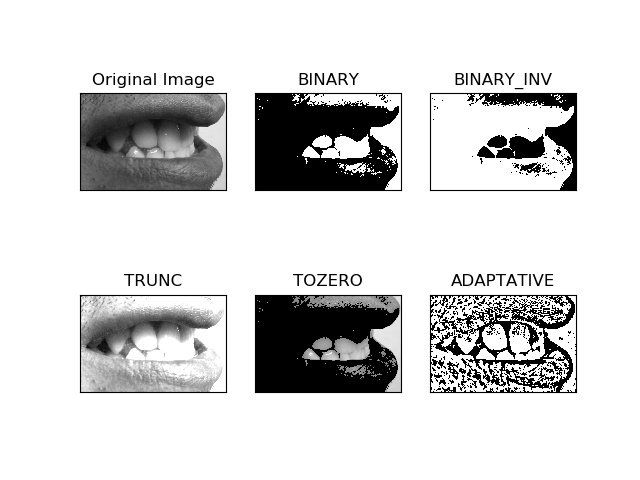 Original Image
BINARY
BINARY_INV
TRUNC
TOZERO
ADAPTATIVE